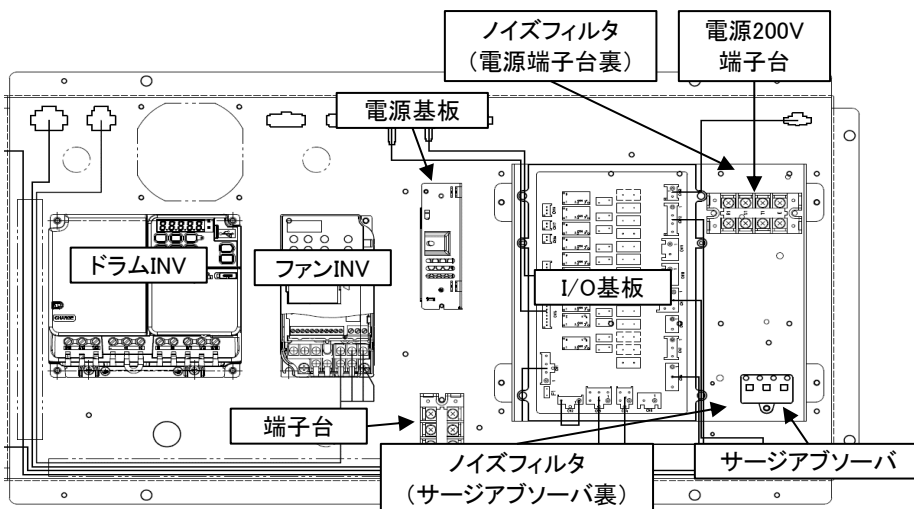 ノイズフィルタ
（電源端子台裏）
電源200V
端子台
電源基板
ドラムINV
ファンINV
I/O基板
端子台
サージアブソーバ
ノイズフィルタ
（サージアブソーバ裏）
CHARGE